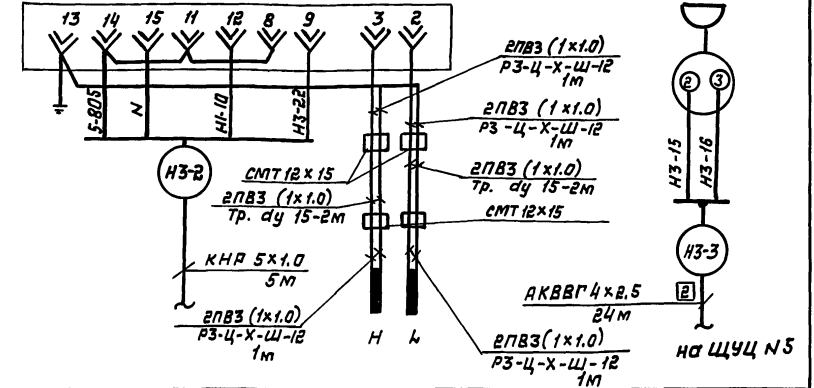 13 14 15 11 12 8 9 3 2
2ПВ3 (1×1.0)
РЗ-Ц-Х-Ш-12
1м
2 3
5-805
N
Н1-10
Н3-22
2ПВ3 (1×1.0)
РЗ-Ц-Х-Ш-12
1м
Н3-15
Н3-16
Н3-2
СМТ 12×15
2ПВ3 (1×1.0)
Тр. dу 15-2м
2ПВ3 (1×1.0)
Тр. dу 15-2м
СМТ 12×15
Н3-3
КНР 5×1.0
5м
АКВВГ 4×2,5
2
24м
2ПВ3 (1×1.0)
РЗ-Ц-Х-Ш-12
1м
Н L
2ПВ3 (1×1.0)
РЗ-Ц-Х-Ш-12
1м
на ЩУЦ N5